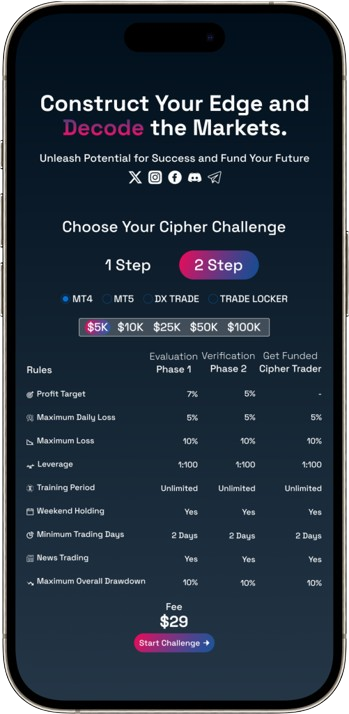 Construct Your Edge and
Decode the Markets.
Unleash Potential for Success and Fund Your Future
Choose Your Cipher Challenge
1 Step 2 Step
MT4 MT5 DX TRADE TRADE LOCKER
$5K $10K $25K $50K $100K
Evaluation Verification Get Funded
Rules Phase 1 Phase 2 Cipher Trader
Profit Target 7% 5% -
Maximum Daily Loss 5% 5% 5%
Maximum Loss 10% 10% 10%
Leverage 1:100 1:100 1:100
Training Period Unlimited Unlimited Unlimited
Weekend Holding Yes Yes Yes
Minimum Trading Days 2 Days 2 Days 2 Days
News Trading Yes Yes Yes
Maximum Overall Drawdown 10% 10% 10%
Fee
$29
Start Challenge →